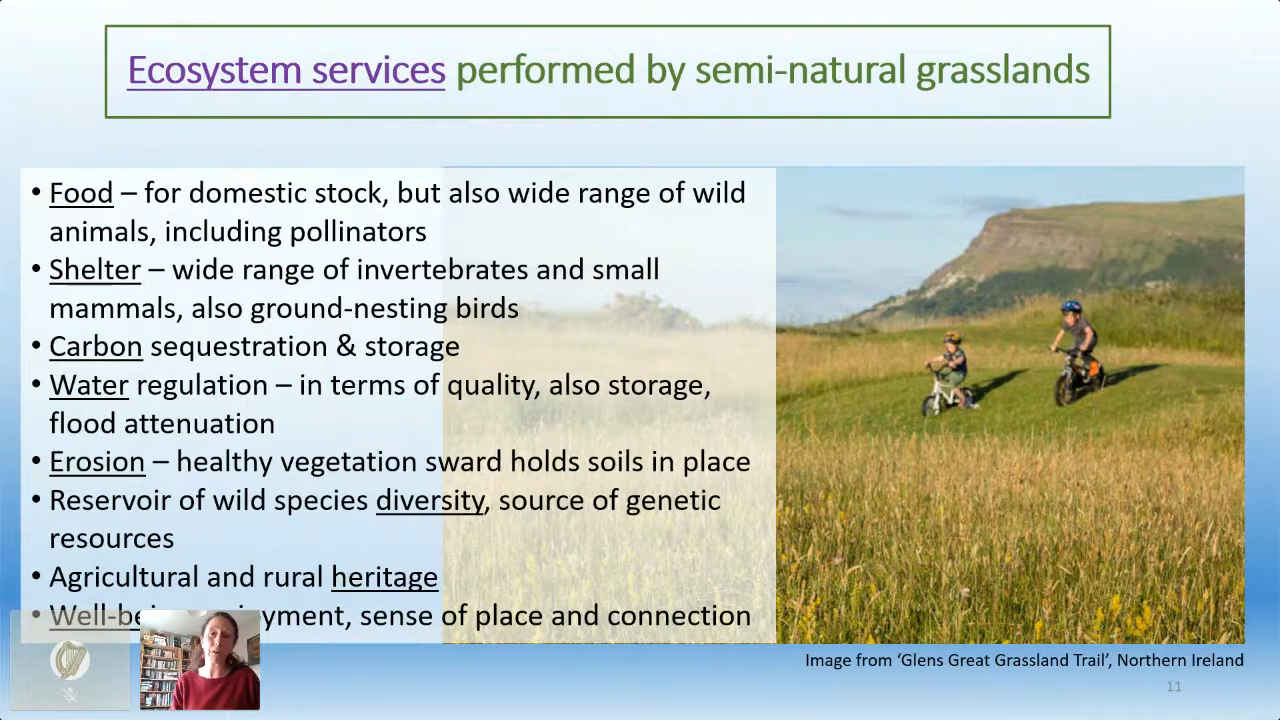 Ecosystem services performed by semi-natural grasslands
• Food – for domestic stock, but also wide range of wild
animals, including pollinators
• Shelter – wide range of invertebrates and small
mammals, also ground-nesting birds
• Carbon sequestration & storage
• Water regulation – in terms of quality, also storage,
flood attenuation
• Erosion – healthy vegetation sward holds soils in place
• Reservoir of wild species diversity, source of genetic
resources
• Agricultural and rural heritage
• sense of place and connection
Image from ‘Glens Great Grassland Trail’, Northern Ireland
11